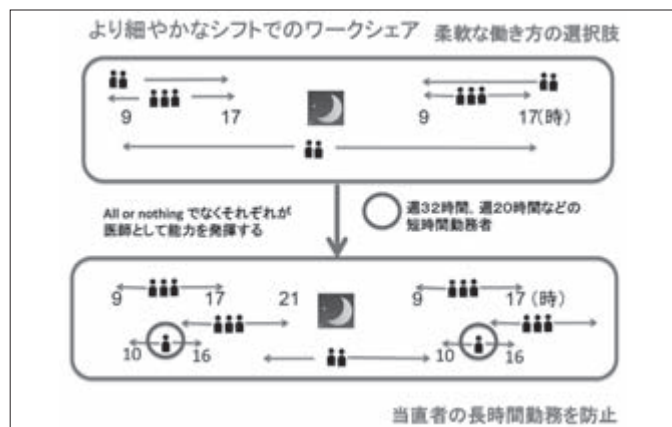 より細やかなシフトでのワークシェア 柔軟な働き方の選択肢
9 17 9 17(時)
All or nothing でなくそれぞれが
医師として能力を発揮する
週32時間、週20時間などの
短時間勤務者
9 17 21 9 17(時)
10 16 10 16
当直者の長時間勤務を防止